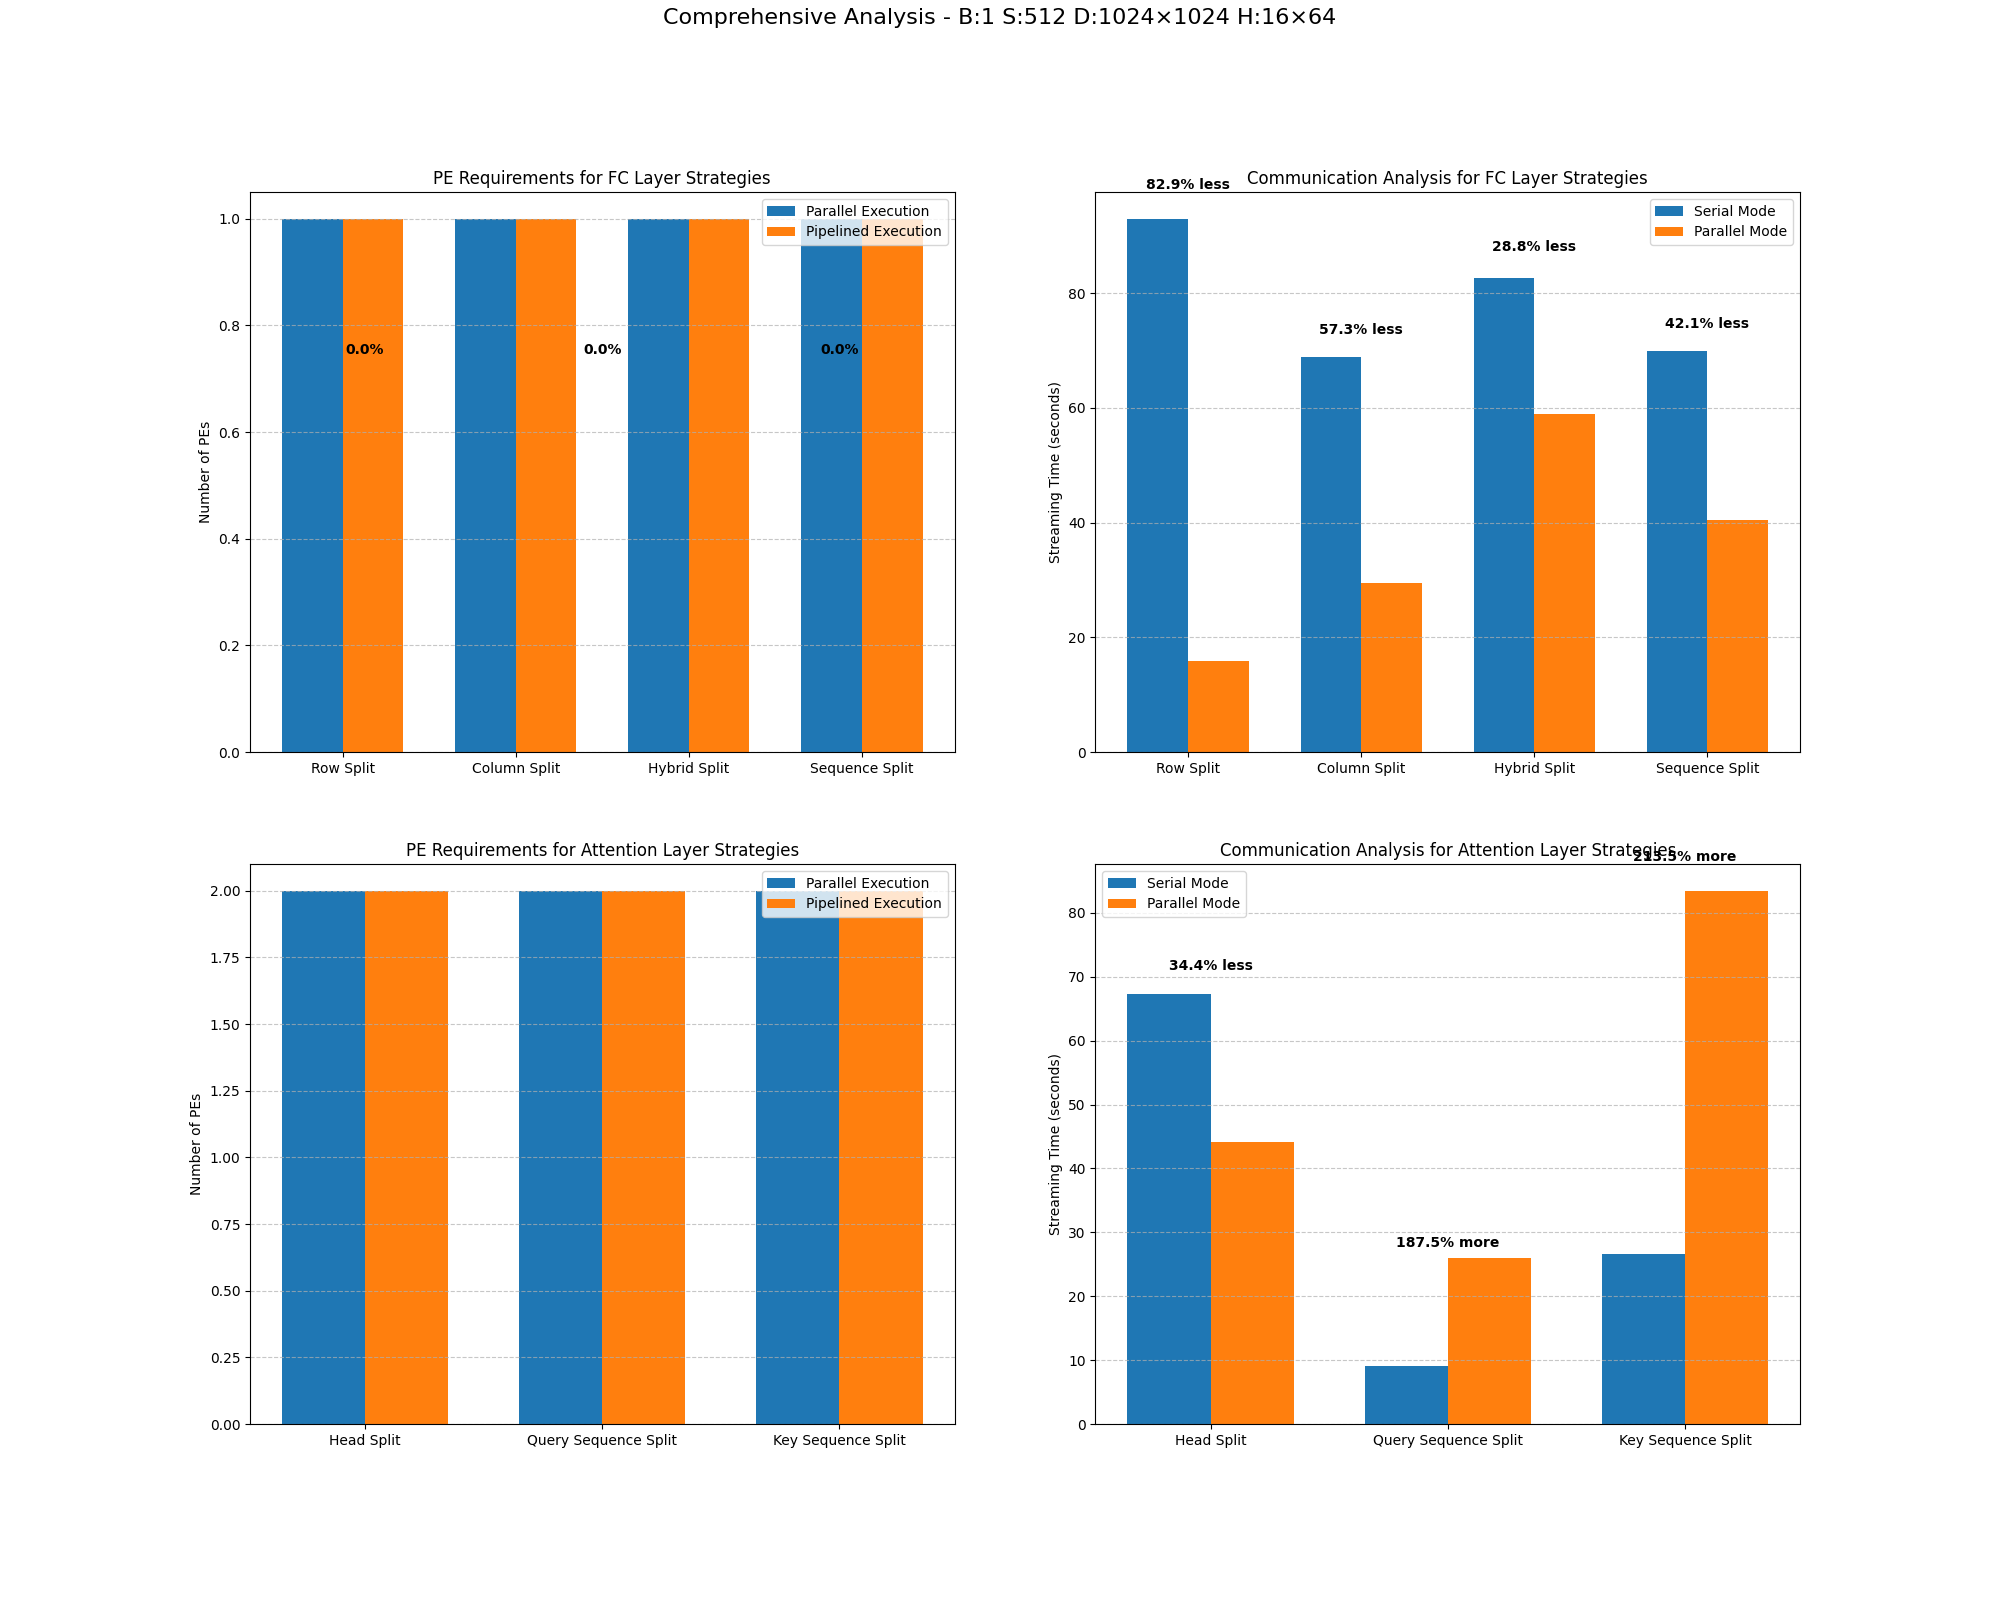 Comprehensive Analysis - B:1 S:512 D:1024×1024 H:16×64
PE Requirements for FC Layer Strategies
Parallel Execution
Pipelined Execution
Number of PEs
1.0
0.8
0.6
0.4
0.2
0.0
0.0%
0.0%
0.0%
Row Split
Column Split
Hybrid Split
Sequence Split
Communication Analysis for FC Layer Strategies
Serial Mode
Parallel Mode
Streaming Time (seconds)
80
60
40
20
0
82.9% less
57.3% less
28.8% less
42.1% less
Row Split
Column Split
Hybrid Split
Sequence Split
PE Requirements for Attention Layer Strategies
Parallel Execution
Pipelined Execution
Number of PEs
2.00
1.75
1.50
1.25
1.00
0.75
0.50
0.25
0.00
Head Split
Query Sequence Split
Key Sequence Split
Communication Analysis for Attention Layer Strategies
Serial Mode
Parallel Mode
Streaming Time (seconds)
80
70
60
50
40
30
20
10
0
34.4% less
187.5% more
213.5% more
Head Split
Query Sequence Split
Key Sequence Split